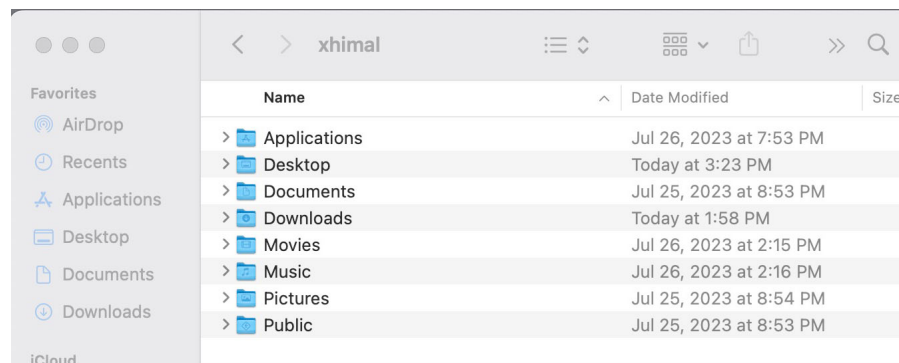 xhimal
Favorites
AirDrop
Recents
Applications
Desktop
Documents
Downloads
iCloud
Name Date Modified Size
Applications Jul 26, 2023 at 7:53 PM
Desktop Today at 3:23 PM
Documents Jul 25, 2023 at 8:53 PM
Downloads Today at 1:58 PM
Movies Jul 26, 2023 at 2:15 PM
Music Jul 26, 2023 at 2:16 PM
Pictures Jul 25, 2023 at 8:54 PM
Public Jul 25, 2023 at 8:53 PM